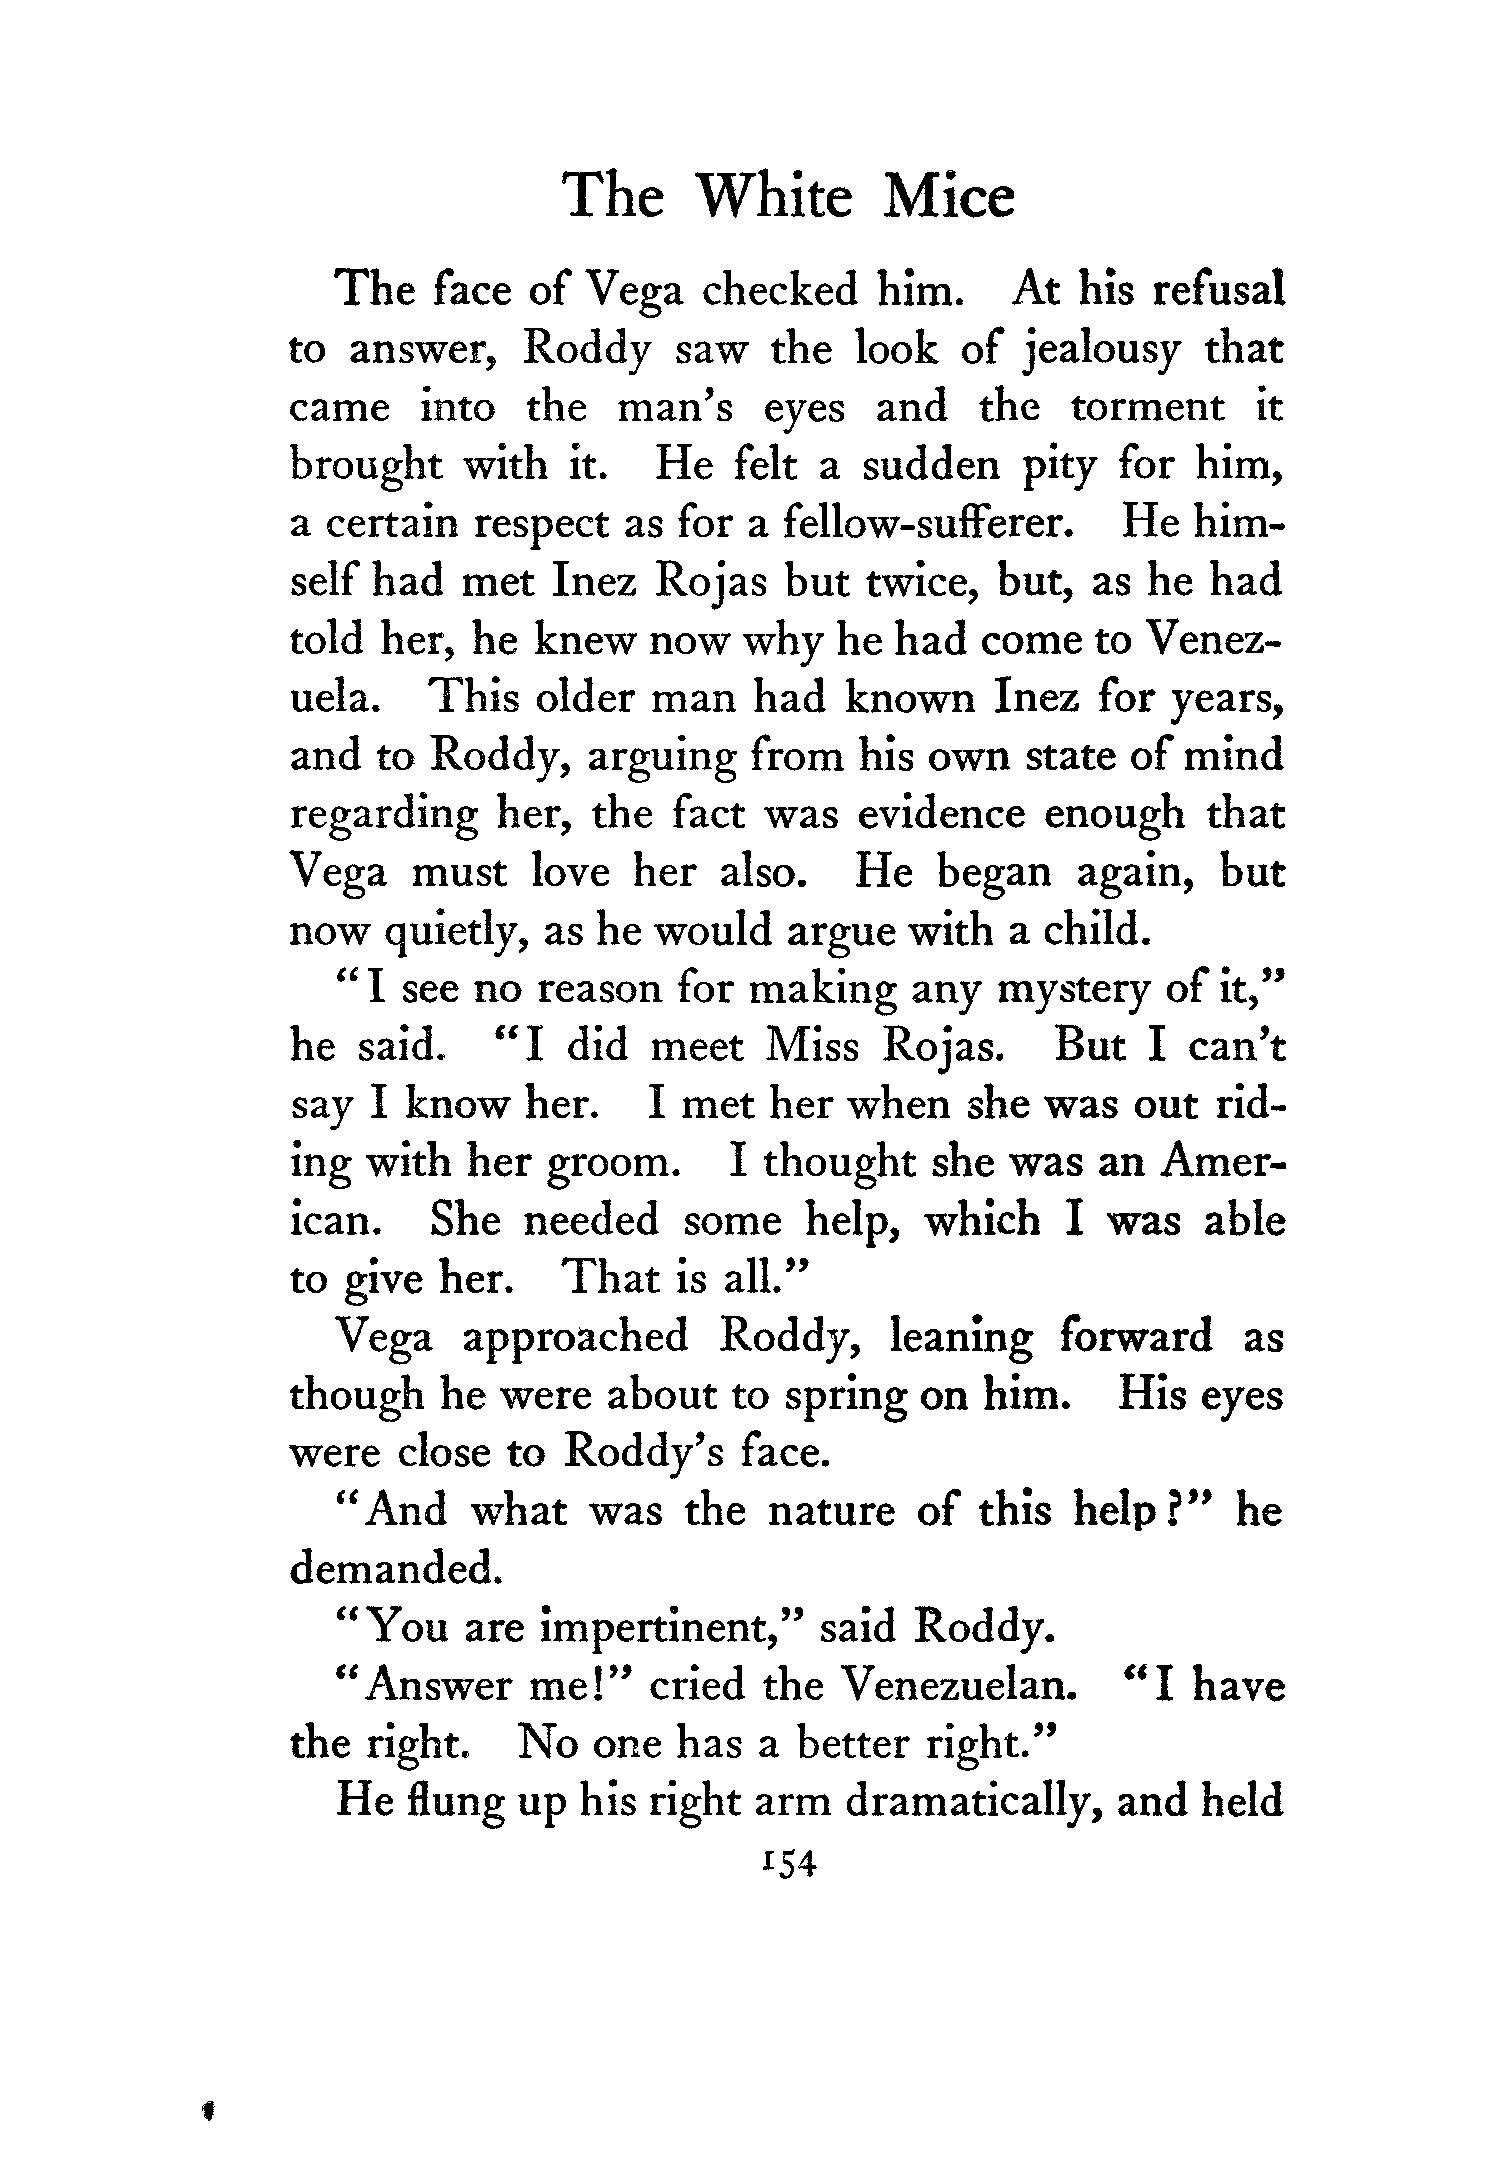 The White Mice
The face of Vega checked him. At his refusal
to answer, Roddy saw the look of jealousy that
came into the man's eyes and the torment it
brought with it. He felt a sudden pity for him,
a certain respect as for a fellow-sufferer. He him-
self had met Inez Rojas but twice, but, as he had
told her, he knew now why he had come to Venez-
uela. This older man had known Inez for years,
and to Roddy, arguing from his own state of mind
regarding her, the fact was evidence enough that
Vega must love her also. He began again, but
now quietly, as he would argue with a child.
"I see no reason for making any mystery of it,"
he said. "I did meet Miss Rojas. But I can't
say I know her. I met her when she was out rid-
ing with her groom. I thought she was an Amer-
ican. She needed some help, which I was able
to give her. That is all."
Vega approached Roddy, leaning forward as
though he were about to spring on him. His eyes
were close to Roddy's face.
"And what was the nature of this help?" he
demanded.
"You are impertinent," said Roddy.
"Answer me!" cried the Venezuelan. "I have
the right. No one has a better right."
He flung up his right arm dramatically, and held
154